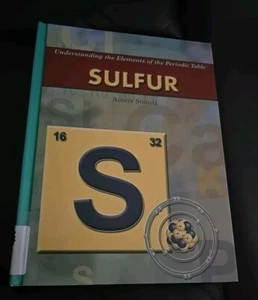 Understanding the Elements of the Periodic Table
SULFUR
16 32
S